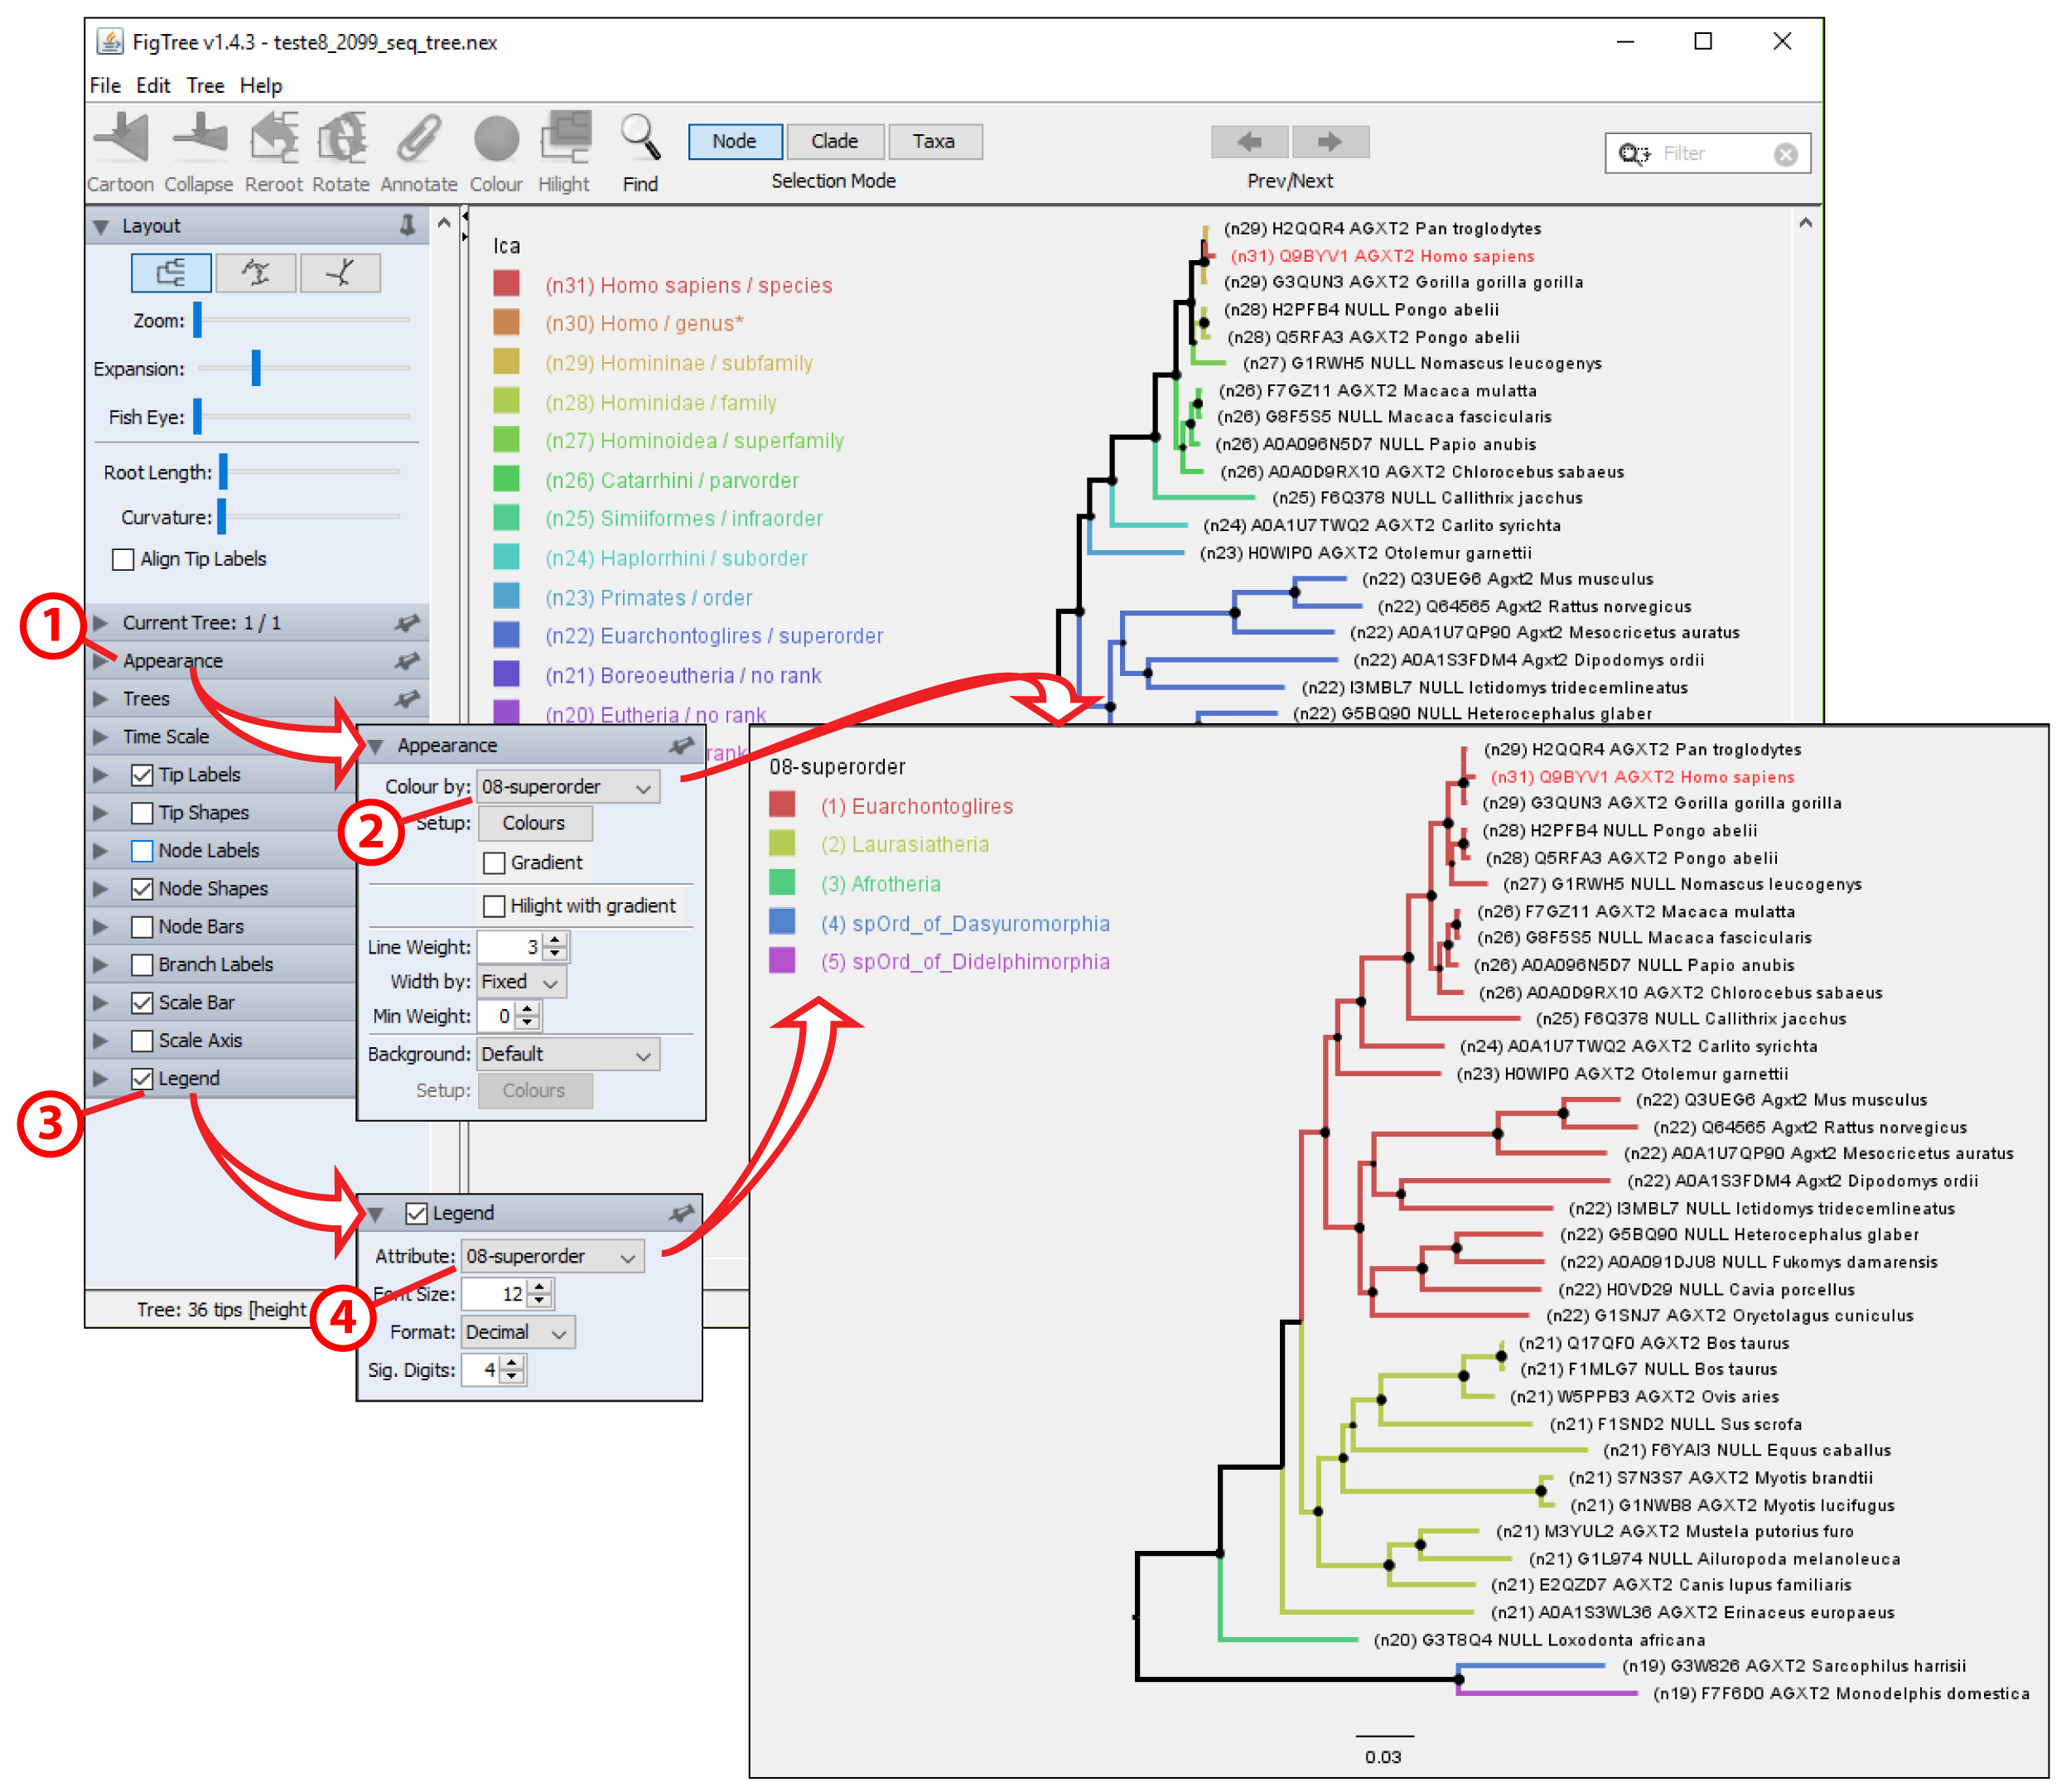 FigTree v1.4.3 - teste8_2099_seq_tree.nex
File Edit Tree Help
Cartoon Collapse Reroot Rotate Annotate Colour Hilight Find
Node Clade Taxa
Selection Mode
Prev/Next
Filter
Layout
Zoom:
Expansion:
Fish Eye:
Root Length:
Curvature:
Align Tip Labels
1
Current Tree: 1 / 1
Appearance
Trees
Time Scale
Tip Labels
Tip Shapes
Node Labels
Node Shapes
Node Bars
Branch Labels
Scale Bar
Scale Axis
Legend
3
Tree: 36 tips [height
lca
(n31) Homo sapiens / species
(n30) Homo / genus*
(n29) Homininae / subfamily
(n28) Hominidae / family
(n27) Hominoidea / superfamily
(n26) Catarrhini / parvorder
(n25) Simiiformes / infraorder
(n24) Haplorrhini / suborder
(n23) Primates / order
(n22) Euarchontoglires / superorder
(n21) Boreoeutheria / no rank
(n20) Eutheria / no rank
rank
(n29) H2QQR4 AGXT2 Pan troglodytes
(n31) Q9BYV1 AGXT2 Homo sapiens
(n29) G3QUN3 AGXT2 Gorilla gorilla gorilla
(n28) H2PFB4 NULL Pongo abelii
(n28) Q5RFA3 AGXT2 Pongo abelii
(n27) G1RWH5 NULL Nomascus leucogenys
(n26) F7GZ11 AGXT2 Macaca mulatta
(n26) G8F5S5 NULL Macaca fascicularis
(n26) A0A096N5D7 NULL Papio anubis
(n26) A0A0D9RX10 AGXT2 Chlorocebus sabaeus
(n25) F6Q378 NULL Callithrix jacchus
(n24) A0A1U7TWQ2 AGXT2 Carlito syrichta
(n23) H0WIP0 AGXT2 Otolemur garnettii
(n22) Q3UEG6 Agxt2 Mus musculus
(n22) Q64565 Agxt2 Rattus norvegicus
(n22) A0A1U7QP90 Agxt2 Mesocricetus auratus
(n22) A0A1S3FDM4 Agxt2 Dipodomys ordii
(n22) I3MBL7 NULL Ictidomys tridecemlineatus
(n22) G5BQ90 NULL Heterocephalus glaber
Appearance
Colour by: 08-superorder
2
Setup: Colours
Gradient
Hilight with gradient
Line Weight: 3
Width by: Fixed
Min Weight: 0
Background: Default
Setup: Colours
Legend
Attribute: 08-superorder
4
Font Size: 12
Format: Decimal
Sig. Digits: 4
08-superorder
(1) Euarchontoglires
(2) Laurasiatheria
(3) Afrotheria
(4) spOrd_of_Dasyuromorphia
(5) spOrd_of_Didelphimorphia
(n29) H2QQR4 AGXT2 Pan troglodytes
(n31) Q9BYV1 AGXT2 Homo sapiens
(n29) G3QUN3 AGXT2 Gorilla gorilla gorilla
(n28) H2PFB4 NULL Pongo abelii
(n28) Q5RFA3 AGXT2 Pongo abelii
(n27) G1RWH5 NULL Nomascus leucogenys
(n26) F7GZ11 AGXT2 Macaca mulatta
(n26) G8F5S5 NULL Macaca fascicularis
(n26) A0A096N5D7 NULL Papio anubis
(n26) A0A0D9RX10 AGXT2 Chlorocebus sabaeus
(n25) F6Q378 NULL Callithrix jacchus
(n24) A0A1U7TWQ2 AGXT2 Carlito syrichta
(n23) H0WIP0 AGXT2 Otolemur garnettii
(n22) Q3UEG6 Agxt2 Mus musculus
(n22) Q64565 Agxt2 Rattus norvegicus
(n22) A0A1U7QP90 Agxt2 Mesocricetus auratus
(n22) A0A1S3FDM4 Agxt2 Dipodomys ordii
(n22) I3MBL7 NULL Ictidomys tridecemlineatus
(n22) G5BQ90 NULL Heterocephalus glaber
(n22) A0A091DJU8 NULL Fukomys damarensis
(n22) H0VD29 NULL Cavia porcellus
(n22) G1SNJ7 AGXT2 Oryctolagus cuniculus
(n21) Q17QF0 AGXT2 Bos taurus
(n21) F1MLG7 NULL Bos taurus
(n21) W5PPB3 AGXT2 Ovis aries
(n21) F1SND2 NULL Sus scrofa
(n21) F6YAI3 NULL Equus caballus
(n21) S7N3S7 AGXT2 Myotis brandtii
(n21) G1NWB8 AGXT2 Myotis lucifugus
(n21) M3YUL2 AGXT2 Mustela putorius furo
(n21) G1L974 NULL Ailuropoda melanoleuca
(n21) E2QZD7 AGXT2 Canis lupus familiaris
(n21) A0A1S3WL36 AGXT2 Erinaceus europaeus
(n20) G3T8Q4 NULL Loxodonta africana
(n19) G3W826 AGXT2 Sarcophilus harrisii
(n19) F7F6D0 AGXT2 Monodelphis domestica
0.03